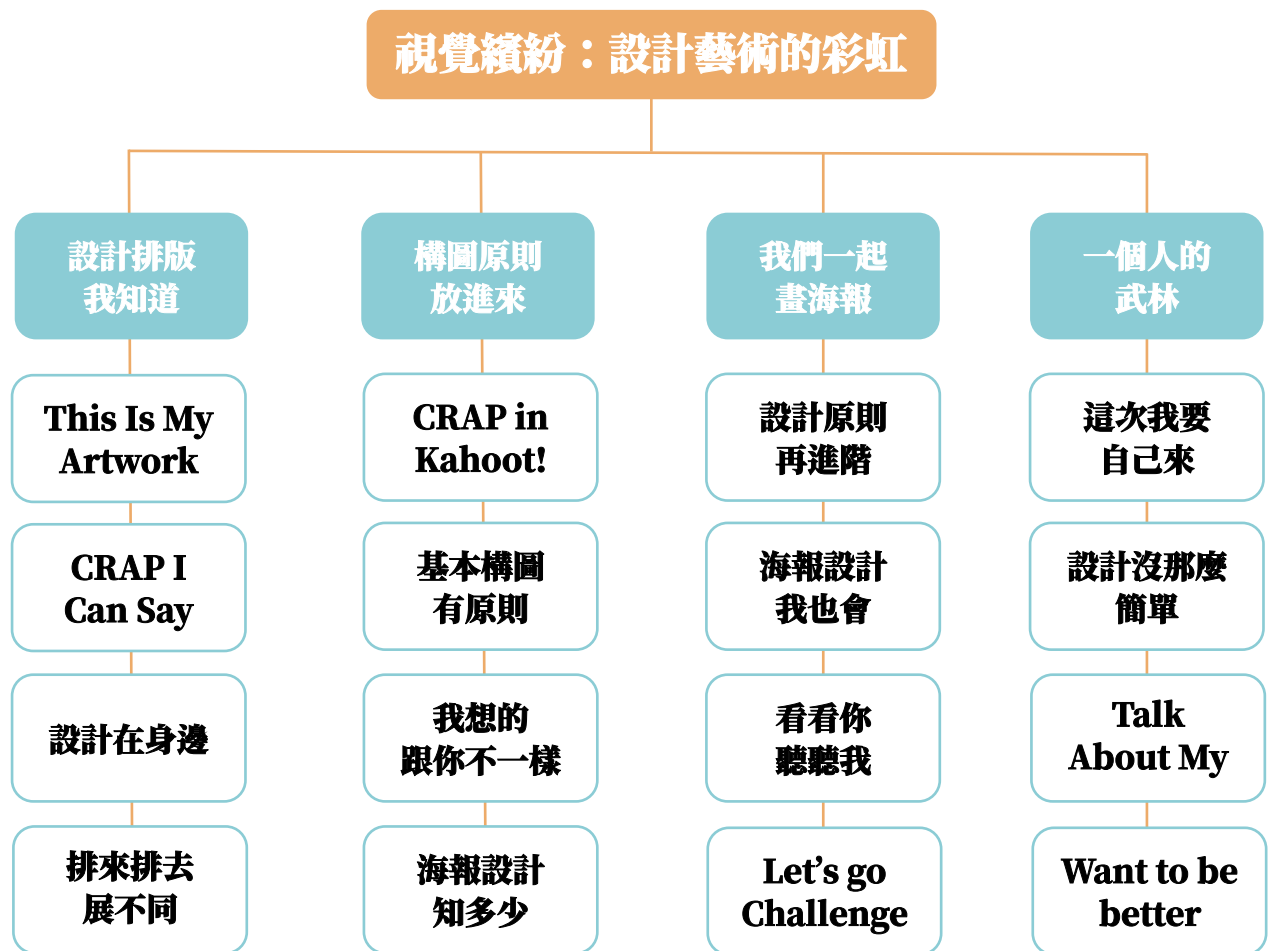 視覺繽紛：設計藝術的彩虹
設計排版
我知道
This Is My
Artwork
CRAP I
Can Say
設計在身邊
排來排去
展不同
構圖原則
放進來
CRAP in
Kahoot!
基本構圖
有原則
我想的
跟你不一樣
海報設計
知多少
我們一起
畫海報
設計原則
再進階
海報設計
我也會
看看你
聽聽我
Let’s go
Challenge
一個人的
武林
這次我要
自己來
設計沒那麼
簡單
Talk
About My
Want to be
better